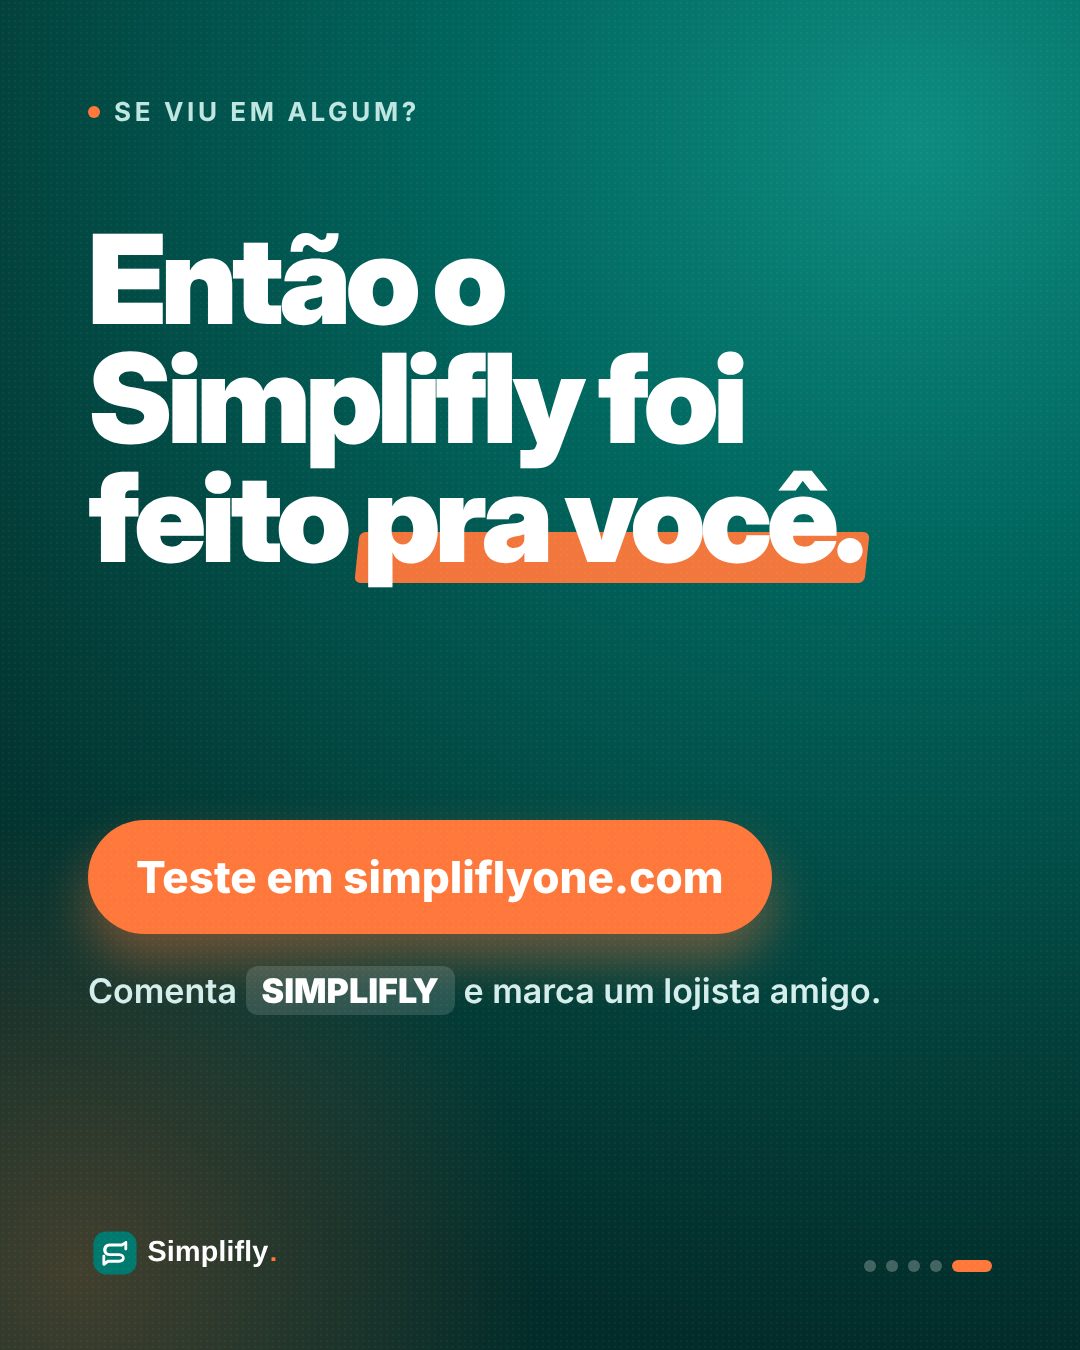 SE VIU EM ALGUM?
Então o
Simplifly foi
feito pra você.
Teste em simpliflyone.com
Comenta SIMPLIFLY e marca um lojista amigo.
Simplifly.